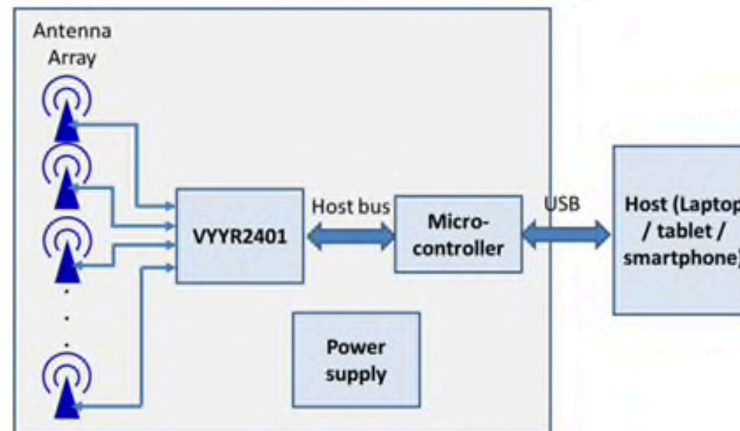 Antenna
Array
VYYR2401
Host bus
Micro-
controller
USB
Host (Laptop
/ tablet /
smartphone)
Power
supply